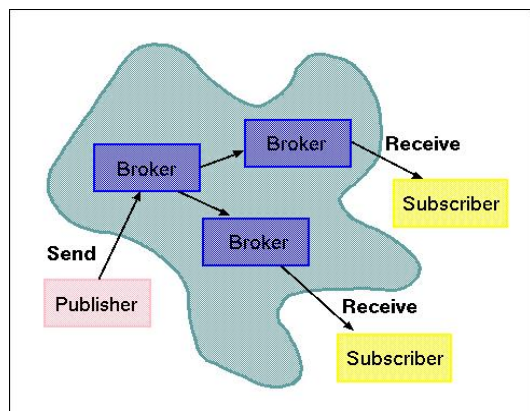 Broker
Receive
Broker
Subscriber
Broker
Send
Publisher
Receive
Subscriber